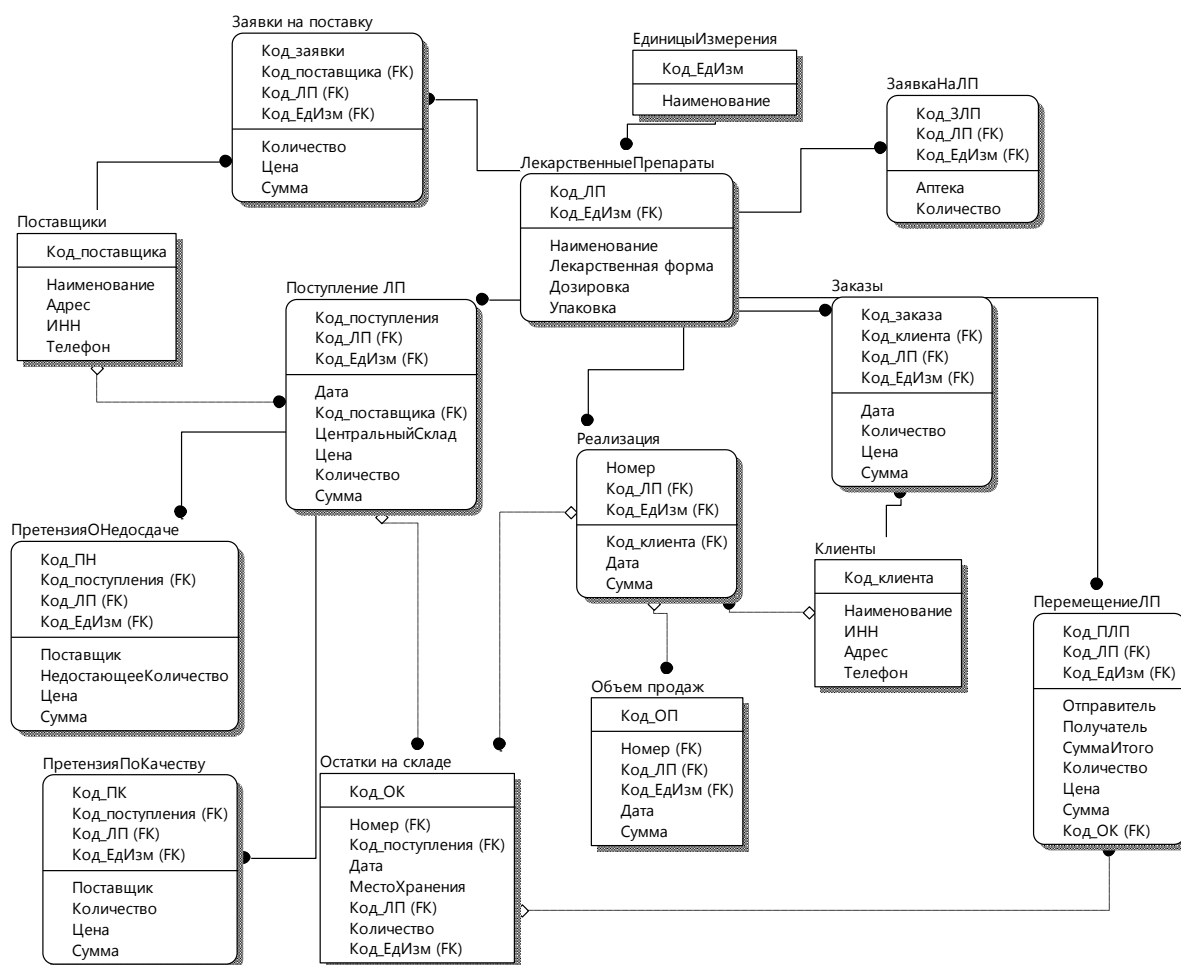 Заявки на поставку
Код_заявки
Код_поставщика (FK)
Код_ЛП (FK)
Код_ЕдИзм (FK)
Количество
Цена
Сумма
ЕдиницыИзмерения
Код_ЕдИзм
Наименование
ЗаявкаНаЛП
Код_ЗЛП
Код_ЛП (FK)
Код_ЕдИзм (FK)
Аптека
Количество
ЛекарственныеПрепараты
Код_ЛП
Код_ЕдИзм (FK)
Наименование
Лекарственная форма
Дозировка
Упаковка
Поставщики
Код_поставщика
Наименование
Адрес
ИНН
Телефон
Поступление ЛП
Код_поступления
Код_ЛП (FK)
Код_ЕдИзм (FK)
Дата
Код_поставщика (FK)
ЦентральныйСклад
Цена
Количество
Сумма
Заказы
Код_заказа
Код_клиента (FK)
Код_ЛП (FK)
Код_ЕдИзм (FK)
Дата
Количество
Цена
Сумма
Реализация
Номер
Код_ЛП (FK)
Код_ЕдИзм (FK)
Код_клиента (FK)
Дата
Сумма
ПретензияОНедосдаче
Код_ПН
Код_поступления (FK)
Код_ЛП (FK)
Код_ЕдИзм (FK)
Поставщик
НедостающееКоличество
Цена
Сумма
Клиенты
Код_клиента
Наименование
ИНН
Адрес
Телефон
ПеремещениеЛП
Код_ПЛП
Код_ЛП (FK)
Код_ЕдИзм (FK)
Отправитель
Получатель
СуммаИтого
Количество
Цена
Сумма
Код_ОК (FK)
Объем продаж
Код_ОП
Номер (FK)
Код_ЛП (FK)
Код_ЕдИзм (FK)
Дата
Сумма
ПретензияПоКачеству
Код_ПК
Код_поступления (FK)
Код_ЛП (FK)
Код_ЕдИзм (FK)
Поставщик
Количество
Цена
Сумма
Остатки на складе
Код_ОК
Номер (FK)
Код_поступления (FK)
Дата
МестоХранения
Код_ЛП (FK)
Количество
Код_ЕдИзм (FK)